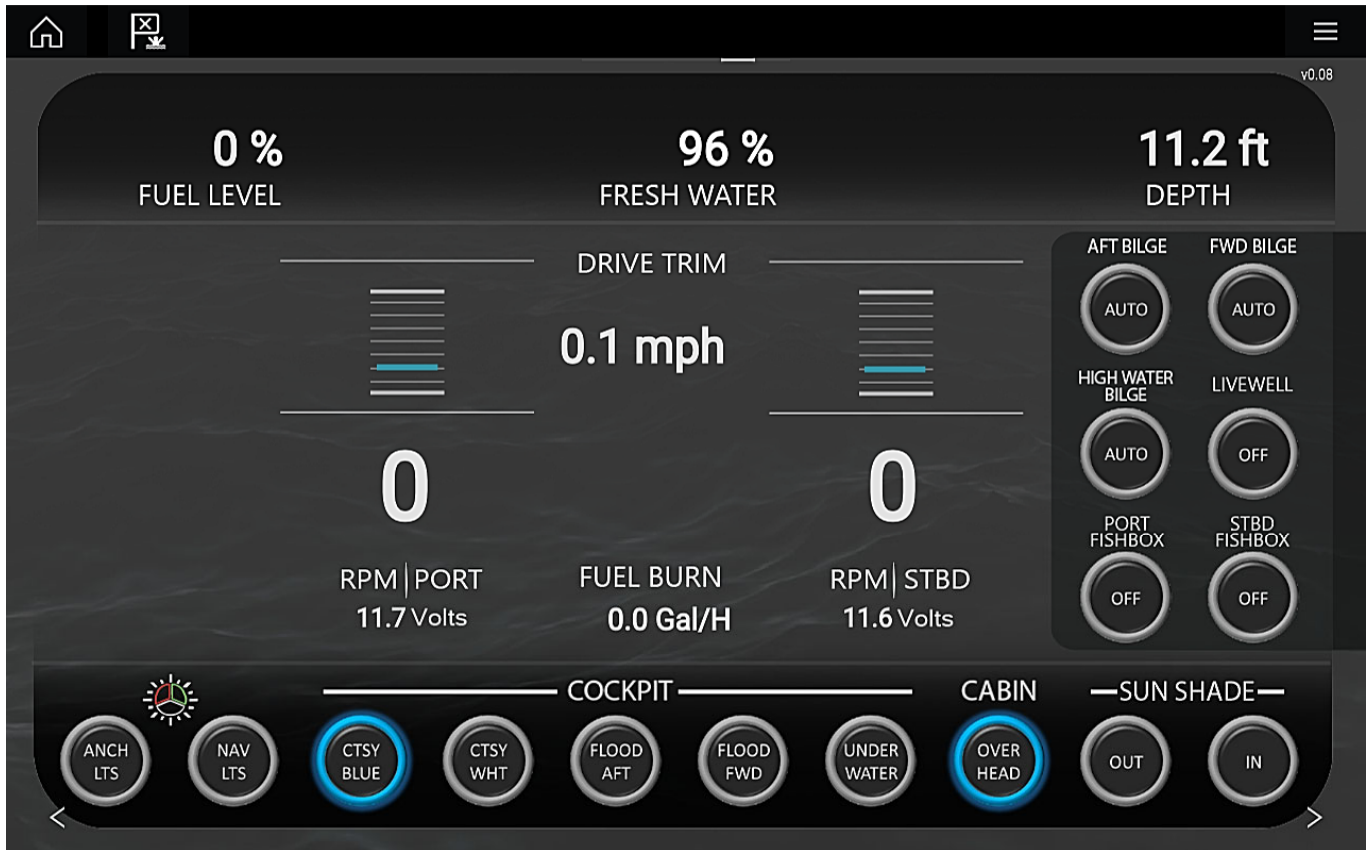 v0.08
0 %
FUEL LEVEL
96 %
FRESH WATER
11.2 ft
DEPTH
DRIVE TRIM
0.1 mph
0
RPM|PORT
11.7 Volts
FUEL BURN
0.0 Gal/H
0
RPM|STBD
11.6 Volts
AFT BILGE
AUTO
FWD BILGE
AUTO
HIGH WATER
BILGE
AUTO
LIVEWELL
OFF
PORT
FISHBOX
OFF
STBD
FISHBOX
OFF
ANCH
LTS
NAV
LTS
COCKPIT
CTSY
BLUE
CTSY
WHT
FLOOD
AFT
FLOOD
FWD
UNDER
WATER
CABIN
OVER
HEAD
SUN SHADE
OUT
IN